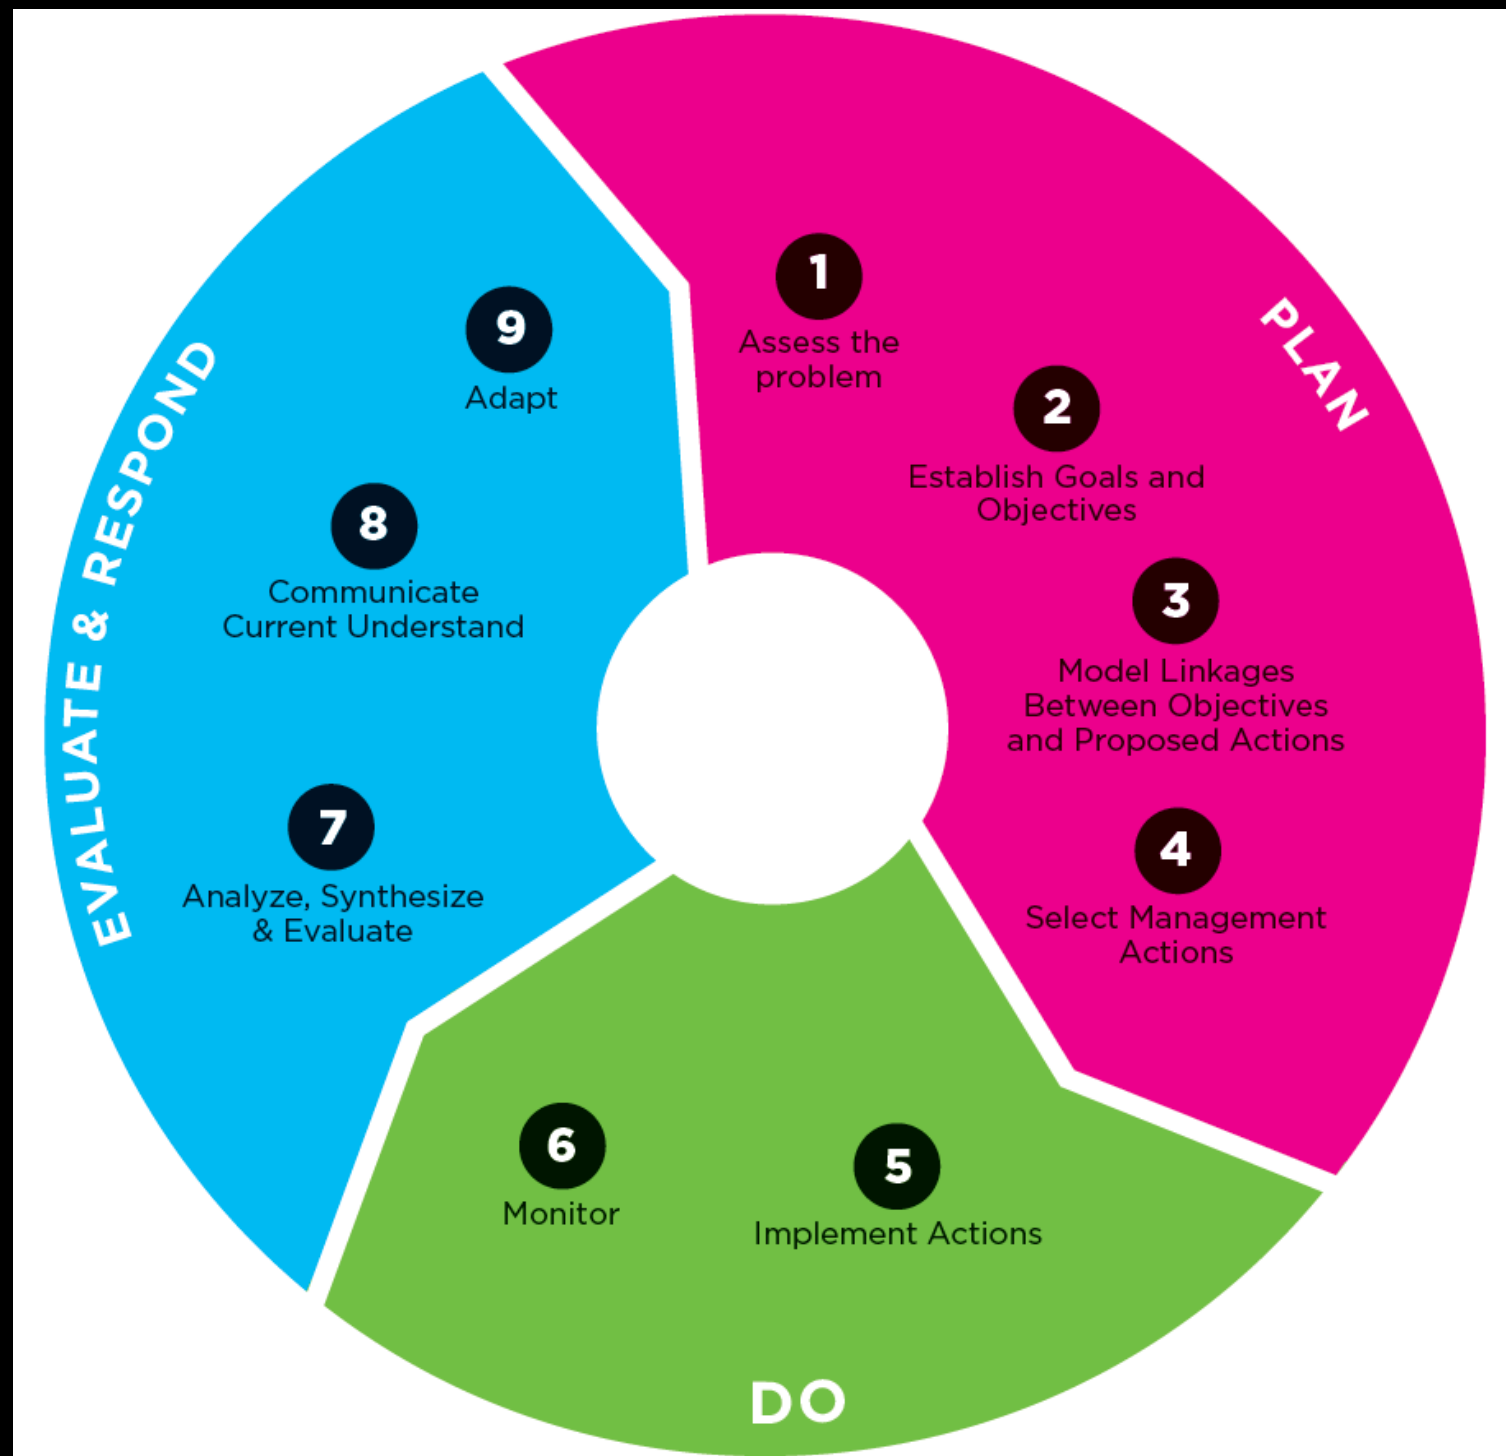 PLAN
1
Assess the
problem
2
Establish Goals and
Objectives
3
Model Linkages
Between Objectives
and Proposed Actions
4
Select Management
Actions
DO
5
Implement Actions
6
Monitor
EVALUATE & RESPOND
7
Analyze, Synthesize
& Evaluate
8
Communicate
Current Understand
9
Adapt